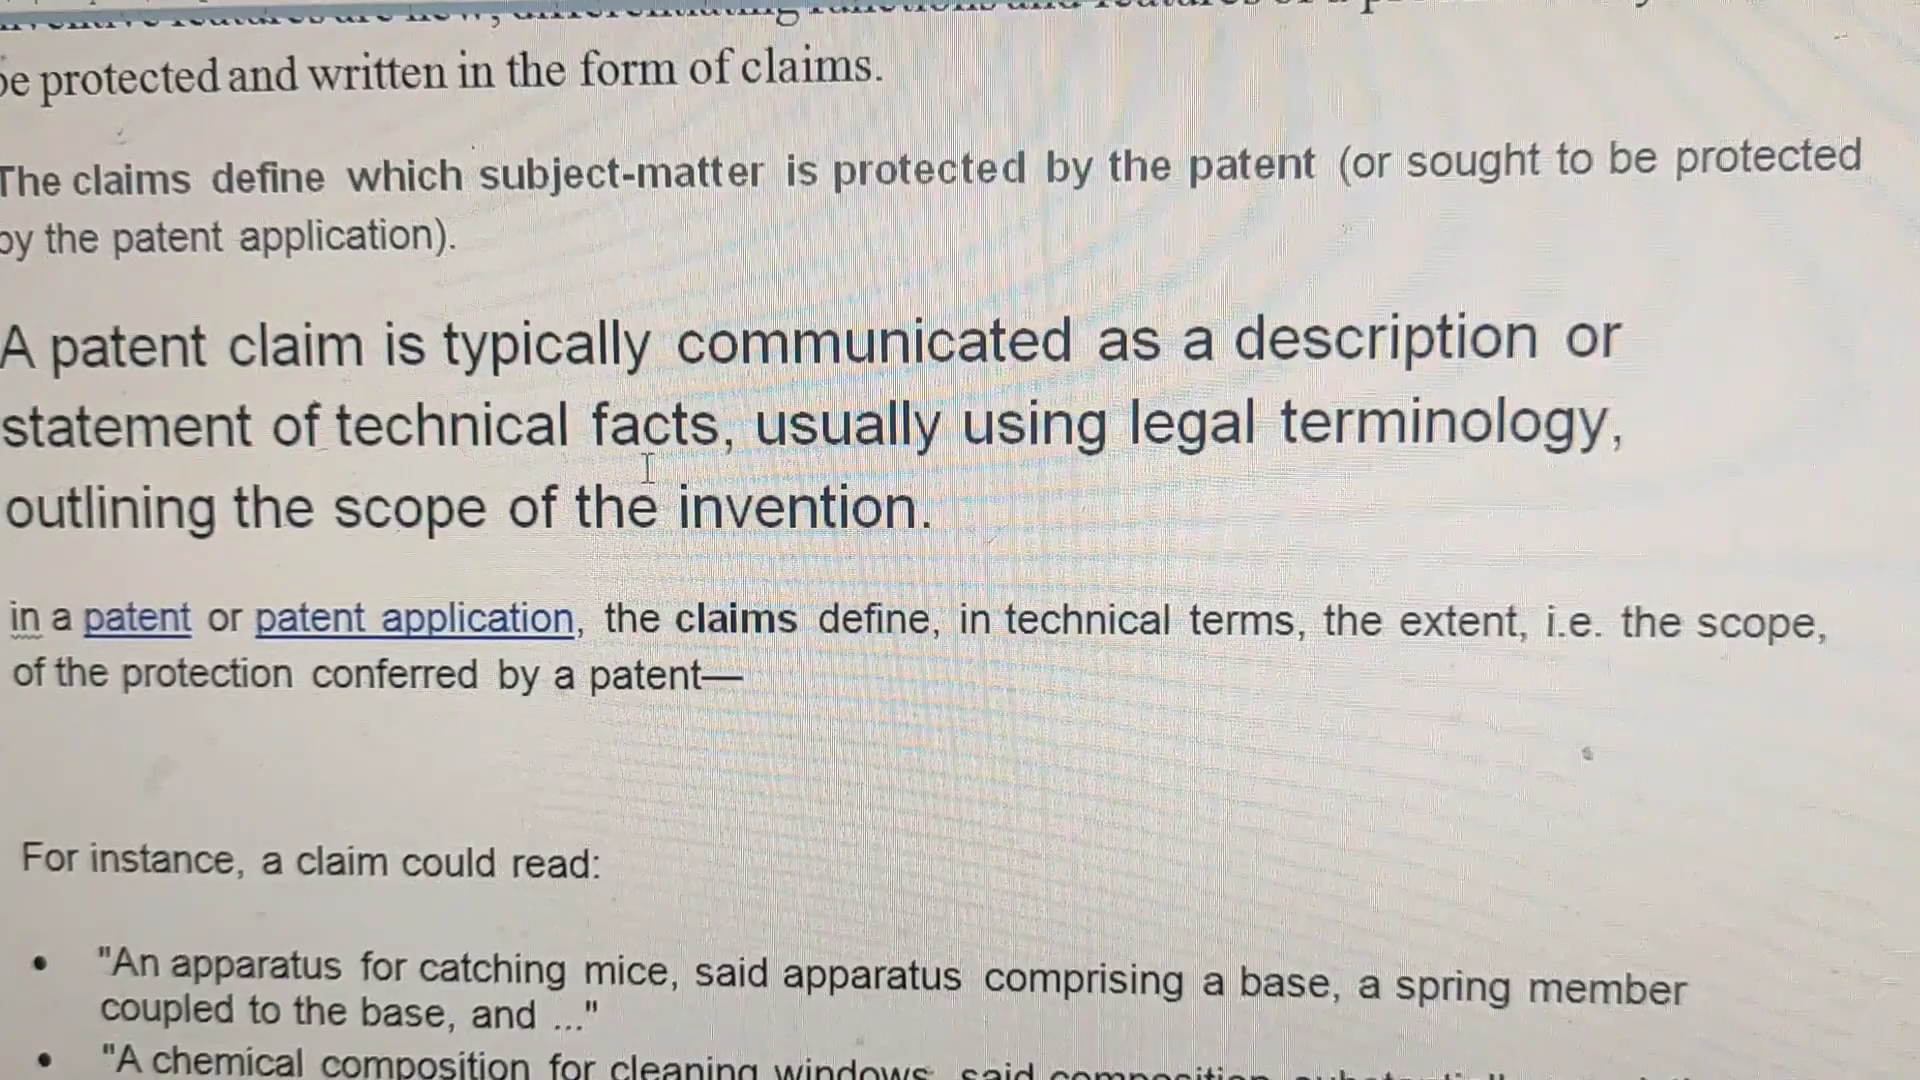 be protected and written in the form of claims.
The claims define which subject-matter is protected by the patent (or sought to be protected
by the patent application).
A patent claim is typically communicated as a description or
statement of technical facts, usually using legal terminology,
outlining the scope of the invention.
in a patent or patent application, the claims define, in technical terms, the extent, i.e. the scope,
of the protection conferred by a patent—
For instance, a claim could read:
• "An apparatus for catching mice, said apparatus comprising a base, a spring member
coupled to the base, and ..."
• "A chemical composition for cleaning windows, said composition substantially